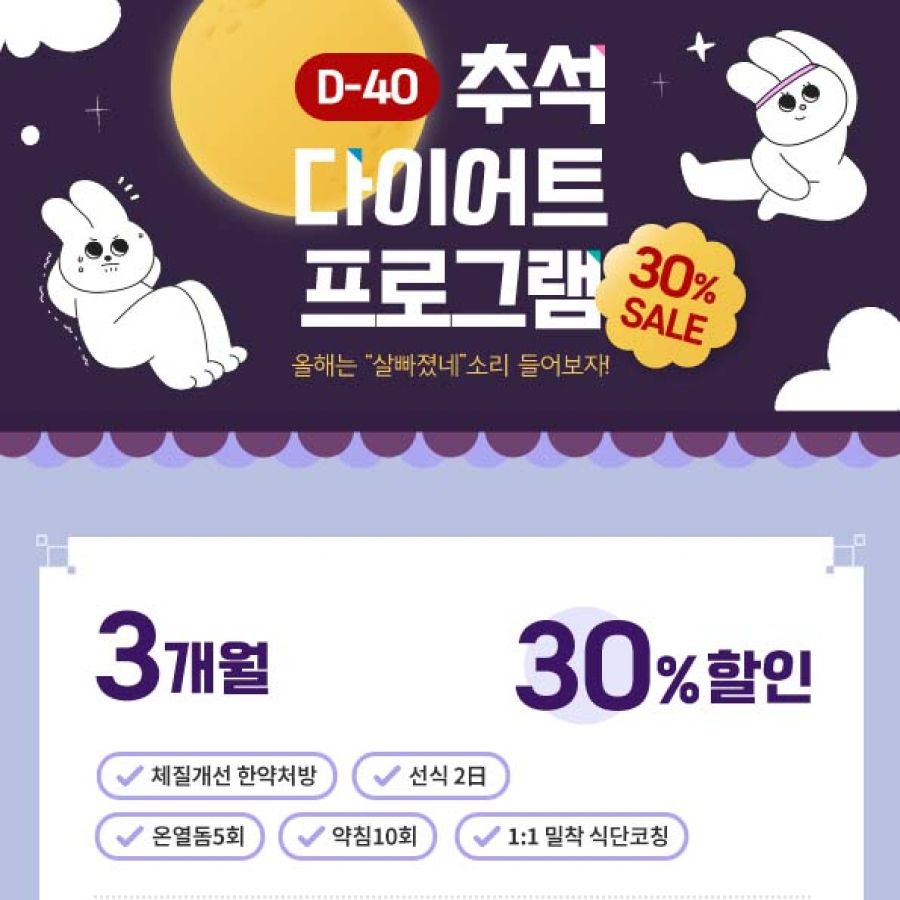 D-40 추석
다이어트
프로그램
30%
SALE
올해는 "살빠졌네"소리 들어보자!
3개월
30%할인
체질개선 한약처방
선식 2日
온열돔5회
약침10회
1:1 밀착 식단코칭